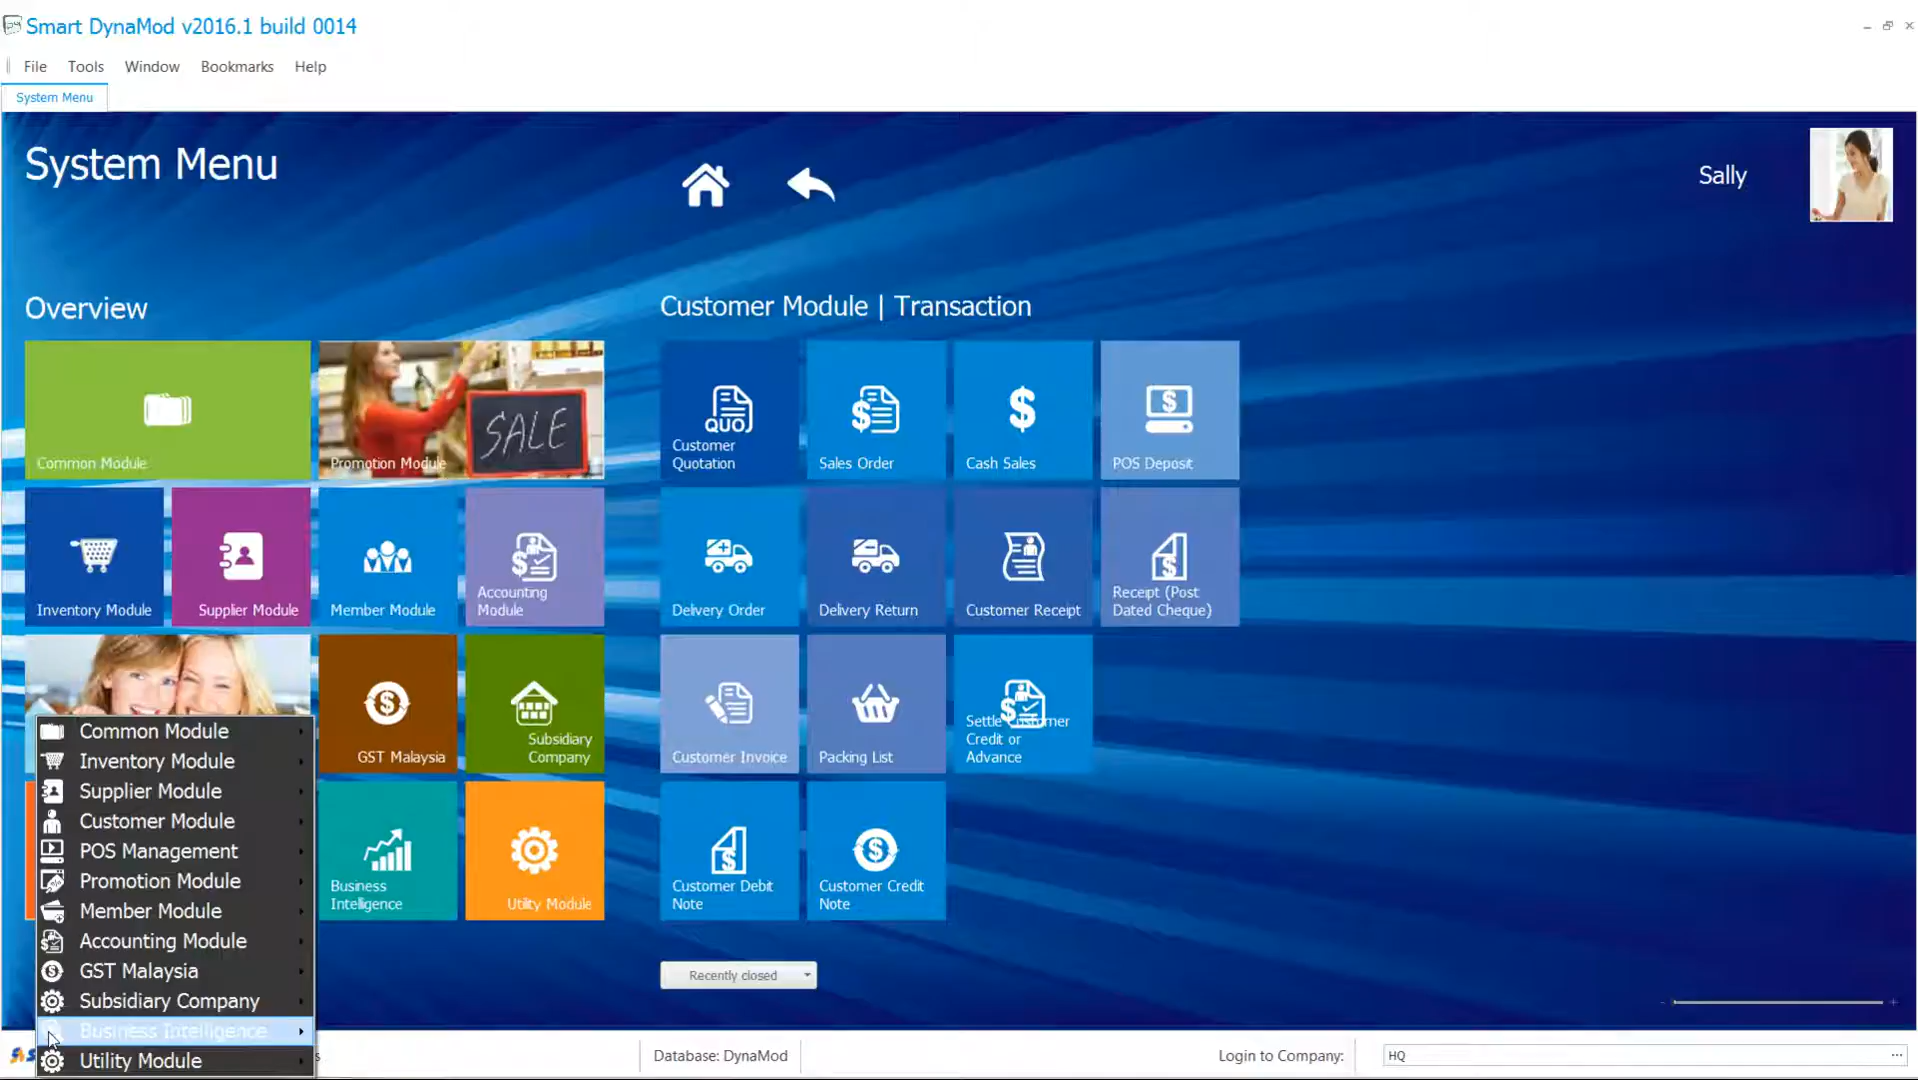 Smart DynaMod v2016.1 build 0014
File Tools Window Bookmarks Help
System Menu
System Menu
Sally
Overview
Customer Module | Transaction
Common Module
Promotion Module
SALE
Customer
Quotation
Sales Order
Cash Sales
POS Deposit
Inventory Module
Supplier Module
Member Module
Accounting
Module
Delivery Order
Delivery Return
Customer Receipt
Receipt (Post
Dated Cheque)
GST Malaysia
Subsidiary
Company
Customer Invoice
Packing List
Settle Customer
Credit or
Advance
Business
Intelligence
Utility Module
Customer Debit
Note
Customer Credit
Note
Common Module
Inventory Module
Supplier Module
Customer Module
POS Management
Promotion Module
Member Module
Accounting Module
GST Malaysia
Subsidiary Company
Business Intelligence
Utility Module
Recently closed
Database: DynaMod
Login to Company:
HQ